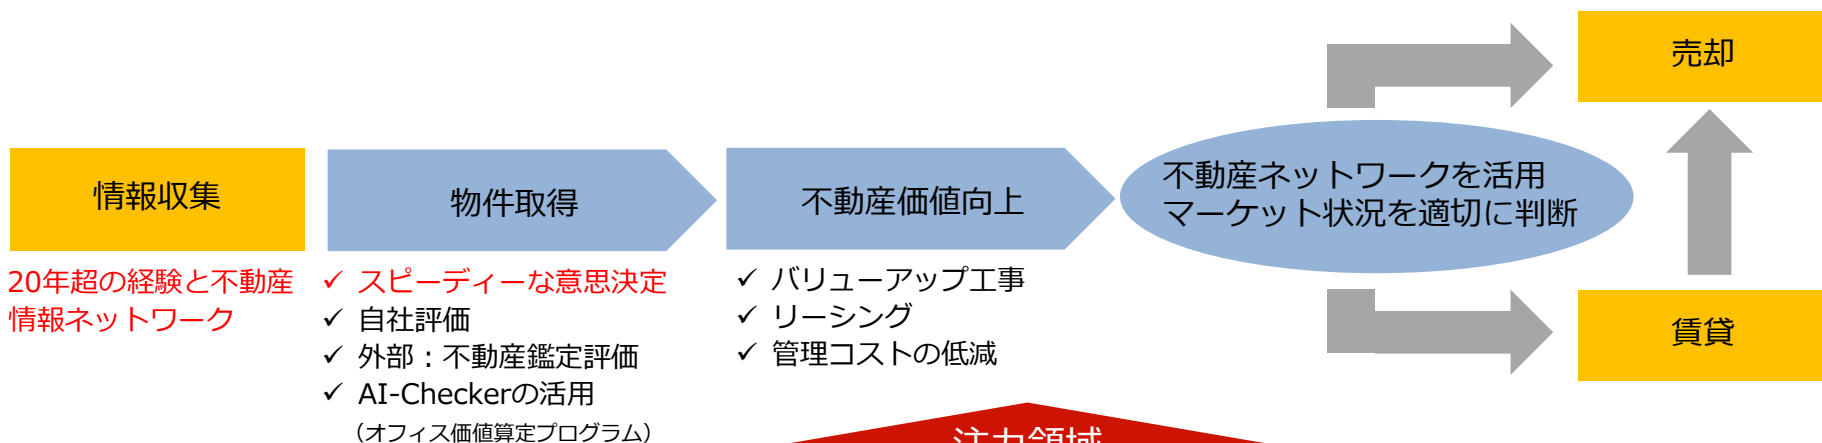 情報収集
20年超の経験と不動産
情報ネットワーク
物件取得
✓ スピーディーな意思決定
✓ 自社評価
✓ 外部：不動産鑑定評価
✓ AI-Checkerの活用
（オフィス価値算定プログラム）
不動産価値向上
✓ バリューアップ工事
✓ リーシング
✓ 管理コストの低減
注力領域
不動産ネットワークを活用
マーケット状況を適切に判断
売却
賃貸